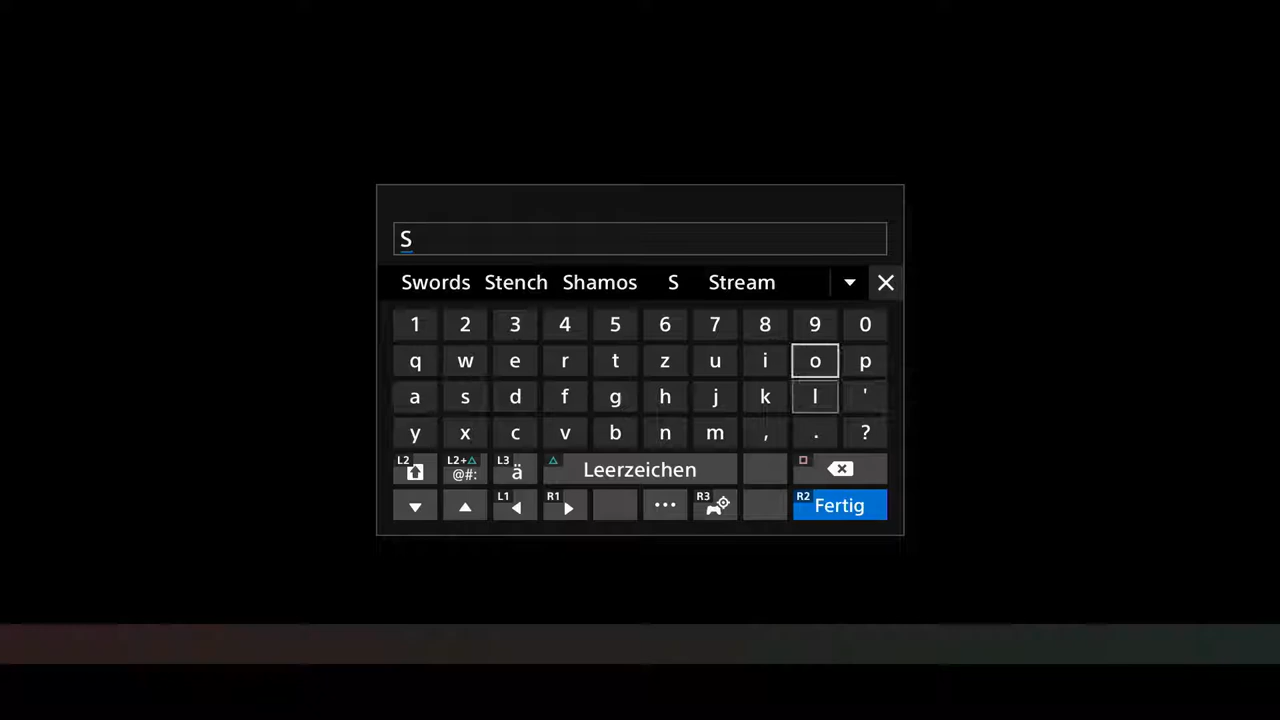 S
Swords Stench Shamos S Stream
1 2 3 4 5 6 7 8 9 0
q w e r t z u i o p
a s d f g h j k l '
y x c v b n m , . ?
L2 L2+△ @#: L3 ä △ Leerzeichen □
L1 R1 ... R3 R2 Fertig